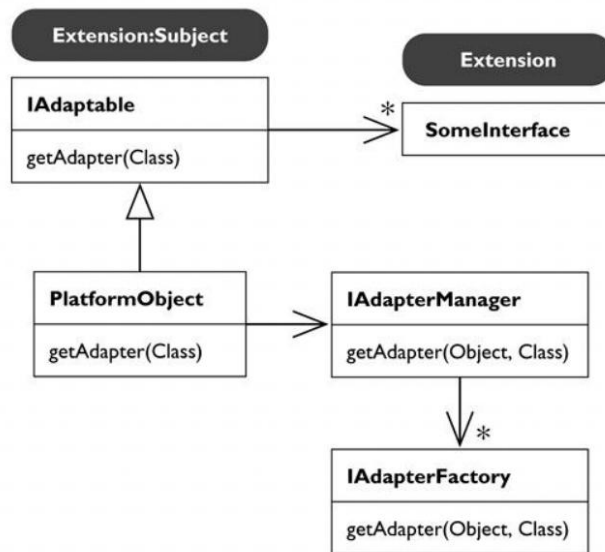 Extension:Subject
Extension
IAdaptable
getAdapter(Class)
*
SomeInterface
PlatformObject
getAdapter(Class)
IAdapterManager
getAdapter(Object, Class)
*
IAdapterFactory
getAdapter(Object, Class)